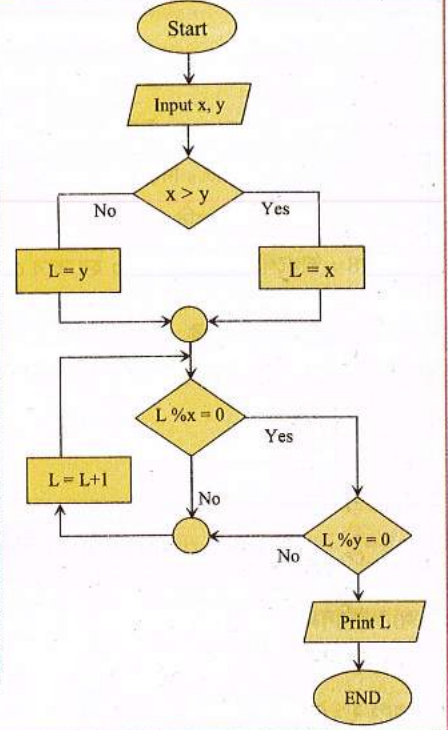 Start
Input x, y
x > y
No
Yes
L = y
L = x
L %x = 0
Yes
L = L+1
No
L %y = 0
No
Print L
END